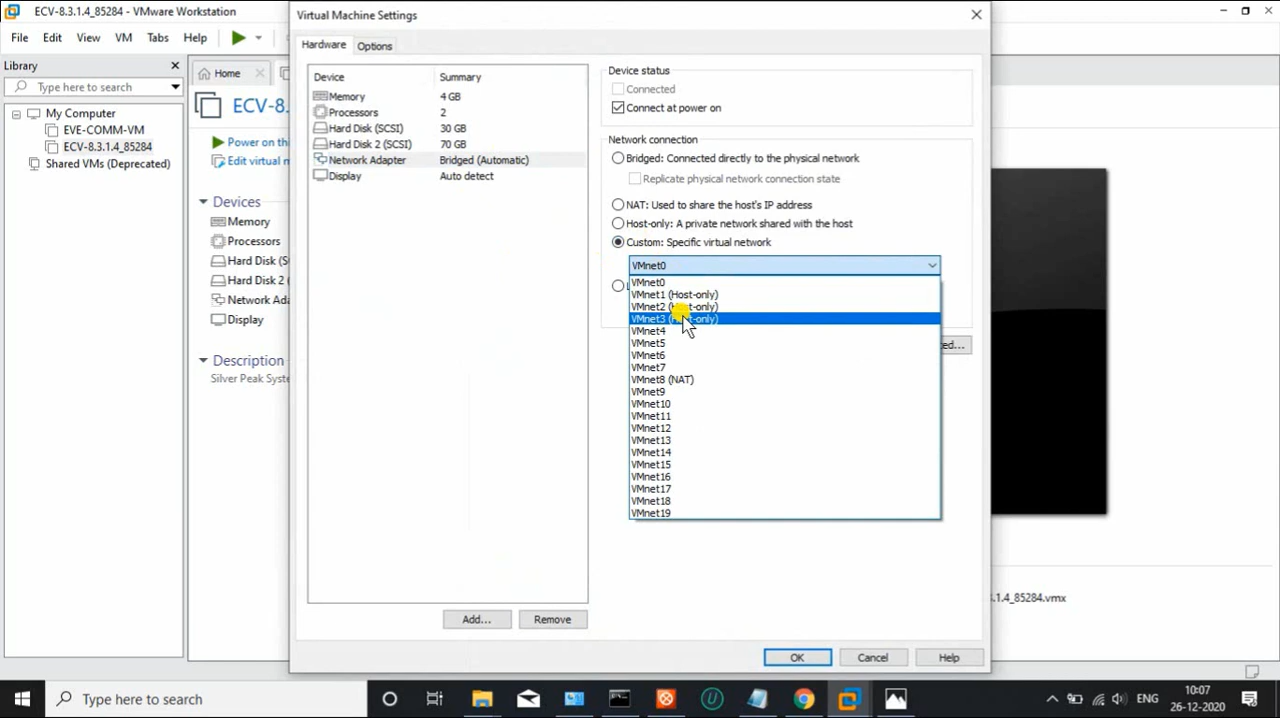 ECV-8.3.1.4_85284 - VMware Workstation
File Edit View VM Tabs Help
Library
Type here to search
My Computer
EVE-COMM-VM
ECV-8.3.1.4_85284
Shared VMs (Deprecated)
Home
ECV-8.
Power on thi
Edit virtual m
Devices
Memory
Processors
Hard Disk (S
Hard Disk 2
Network Ada
Display
Description
Silver Peak Syste
Virtual Machine Settings
Hardware Options
Device Summary
Memory 4 GB
Processors 2
Hard Disk (SCSI) 30 GB
Hard Disk 2 (SCSI) 70 GB
Network Adapter Bridged (Automatic)
Display Auto detect
Add... Remove
Device status
Connected
Connect at power on
Network connection
Bridged: Connected directly to the physical network
Replicate physical network connection state
NAT: Used to share the host's IP address
Host-only: A private network shared with the host
Custom: Specific virtual network
VMnet0
VMnet0
VMnet1 (Host-only)
VMnet2 (Host-only)
VMnet3 (Host-only)
VMnet4
VMnet5
VMnet6
VMnet7
VMnet8 (NAT)
VMnet9
VMnet10
VMnet11
VMnet12
VMnet13
VMnet14
VMnet15
VMnet16
VMnet17
VMnet18
VMnet19
ed...
OK Cancel Help
.1.4_85284.vmx
Type here to search
ENG
10:07
26-12-2020